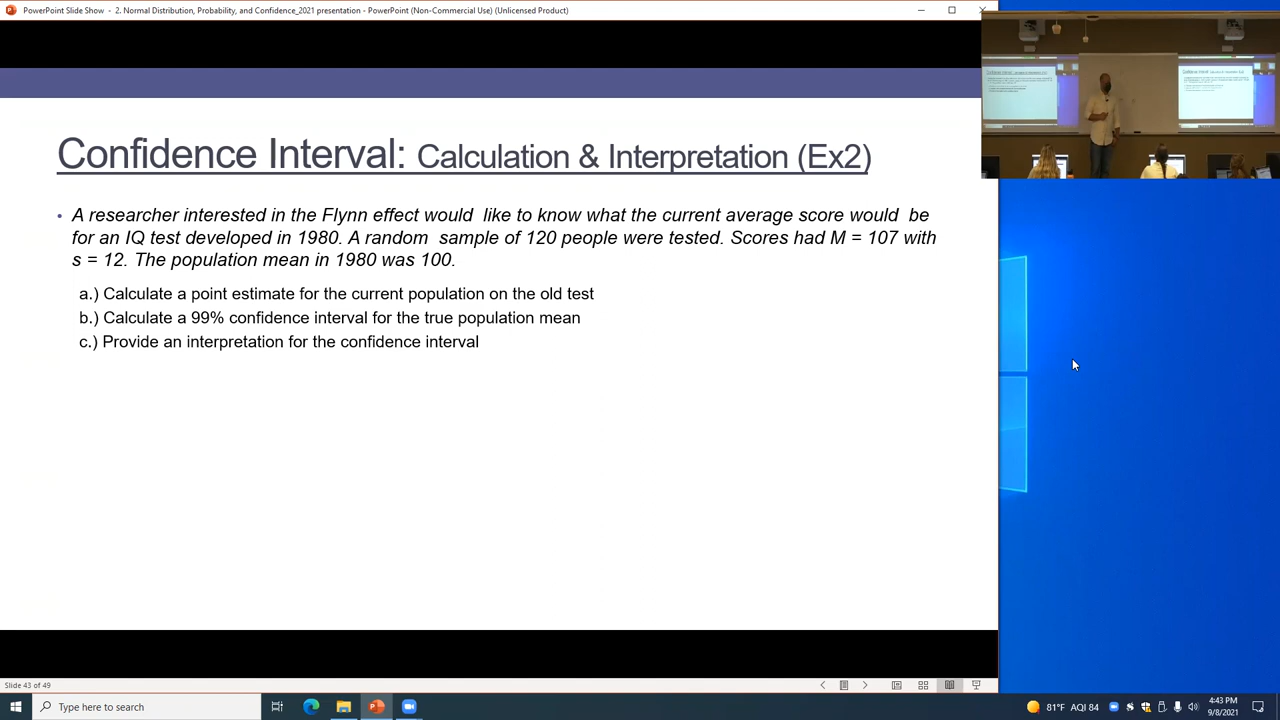 PowerPoint Slide Show - 2. Normal Distribution, Probability, and Confidence_2021 presentation - PowerPoint (Non-Commercial Use) (Unlicensed Product)
Confidence Interval: Calculation & Interpretation (Ex2)
• A researcher interested in the Flynn effect would like to know what the current average score would be
for an IQ test developed in 1980. A random sample of 120 people were tested. Scores had M = 107 with
s = 12. The population mean in 1980 was 100.
a.) Calculate a point estimate for the current population on the old test
b.) Calculate a 99% confidence interval for the true population mean
c.) Provide an interpretation for the confidence interval
Slide 43 of 49
Type here to search
81°F AQI 84
4:43 PM
9/8/2021